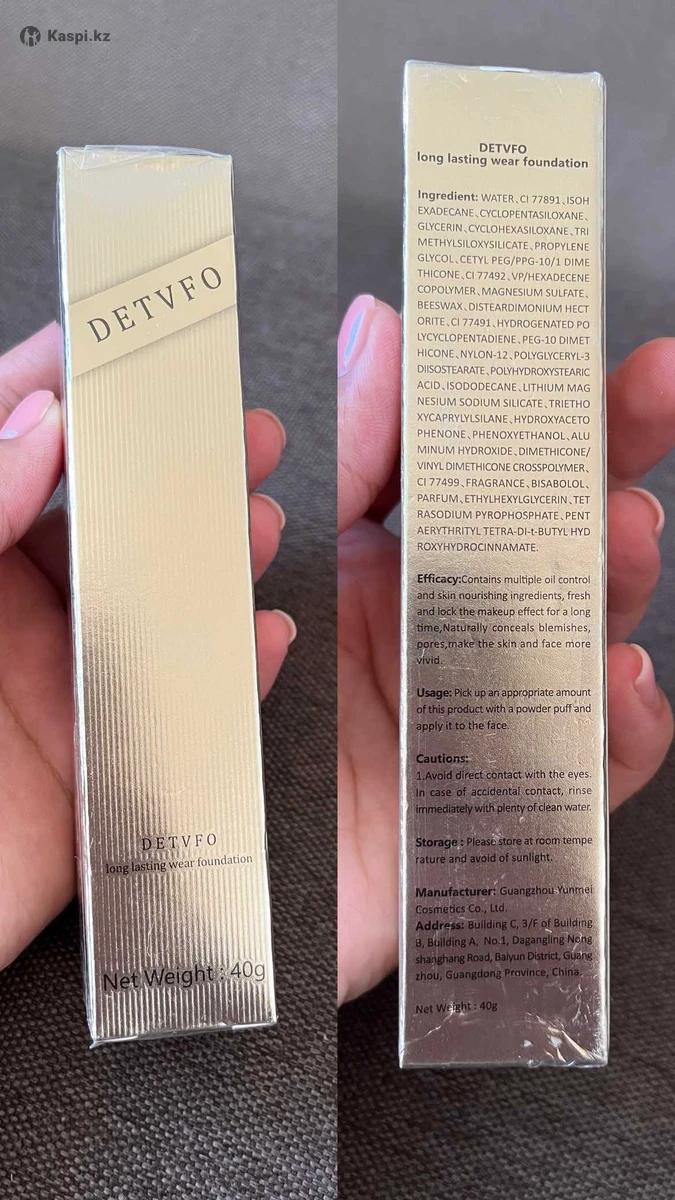 Kaspi.kz
DETVFO
DETVFO
long lasting wear foundation
Net Weight : 40g
DETVFO
long lasting wear foundation
Ingredient: WATER、CI 77891、ISOH
EXADECANE、CYCLOPENTASILOXANE、
GLYCERIN、CYCLOHEXASILOXANE、TRI
METHYLSILOXYSILICATE、PROPYLENE
GLYCOL、CETYL PEG/PPG-10/1 DIME
THICONE、CI 77492、VP/HEXADECENE
COPOLYMER、MAGNESIUM SULFATE、
BEESWAX、DISTEARDIMONIUM HECT
ORITE、CI 77491、HYDROGENATED PO
LYCYCLOPENTADIENE、PEG-10 DIMET
HICONE、NYLON-12、POLYGLYCERYL-3
DIISOSTEARATE、POLYHYDROXYSTEARIC
ACID、ISODODECANE、LITHIUM MAG
NESIUM SODIUM SILICATE、TRIETHO
XYCAPRYLYLSILANE、HYDROXYACETO
PHENONE、PHENOXYETHANOL、ALU
MINUM HYDROXIDE、DIMETHICONE/
VINYL DIMETHICONE CROSSPOLYMER、
CI 77499、FRAGRANCE、BISABOLOL、
PARFUM、ETHYLHEXYLGLYCERIN、TET
RASODIUM PYROPHOSPHATE、PENT
AERYTHRITYL TETRA-DI-t-BUTYL HYD
ROXYHYDROCINNAMATE.
Efficacy:Contains multiple oil control
and skin nourishing ingredients, fresh
and lock the makeup effect for a long
time,Naturally conceals blemishes,
pores,make the skin and face more
vivid.
Usage: Pick up an appropriate amount
of this product with a powder puff and
apply it to the face.
Cautions:
1.Avoid direct contact with the eyes.
In case of accidental contact, rinse
immediately with plenty of clean water.
Storage : Please store at room tempe
rature and avoid of sunlight.
Manufacturer: Guangzhou Yunmei
Cosmetics Co., Ltd.
Address: Building C, 3/F of Building
B, Building A, No.1, Dagangling Nong
shanghang Road, Baiyun District, Guang
zhou, Guangdong Province, China.
Net Weight : 40g